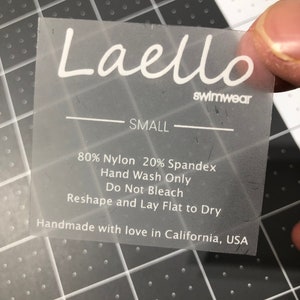 Laello
swimwear
SMALL
80% Nylon 20% Spandex
Hand Wash Only
Do Not Bleach
Reshape and Lay Flat to Dry
Handmade with love in California, USA